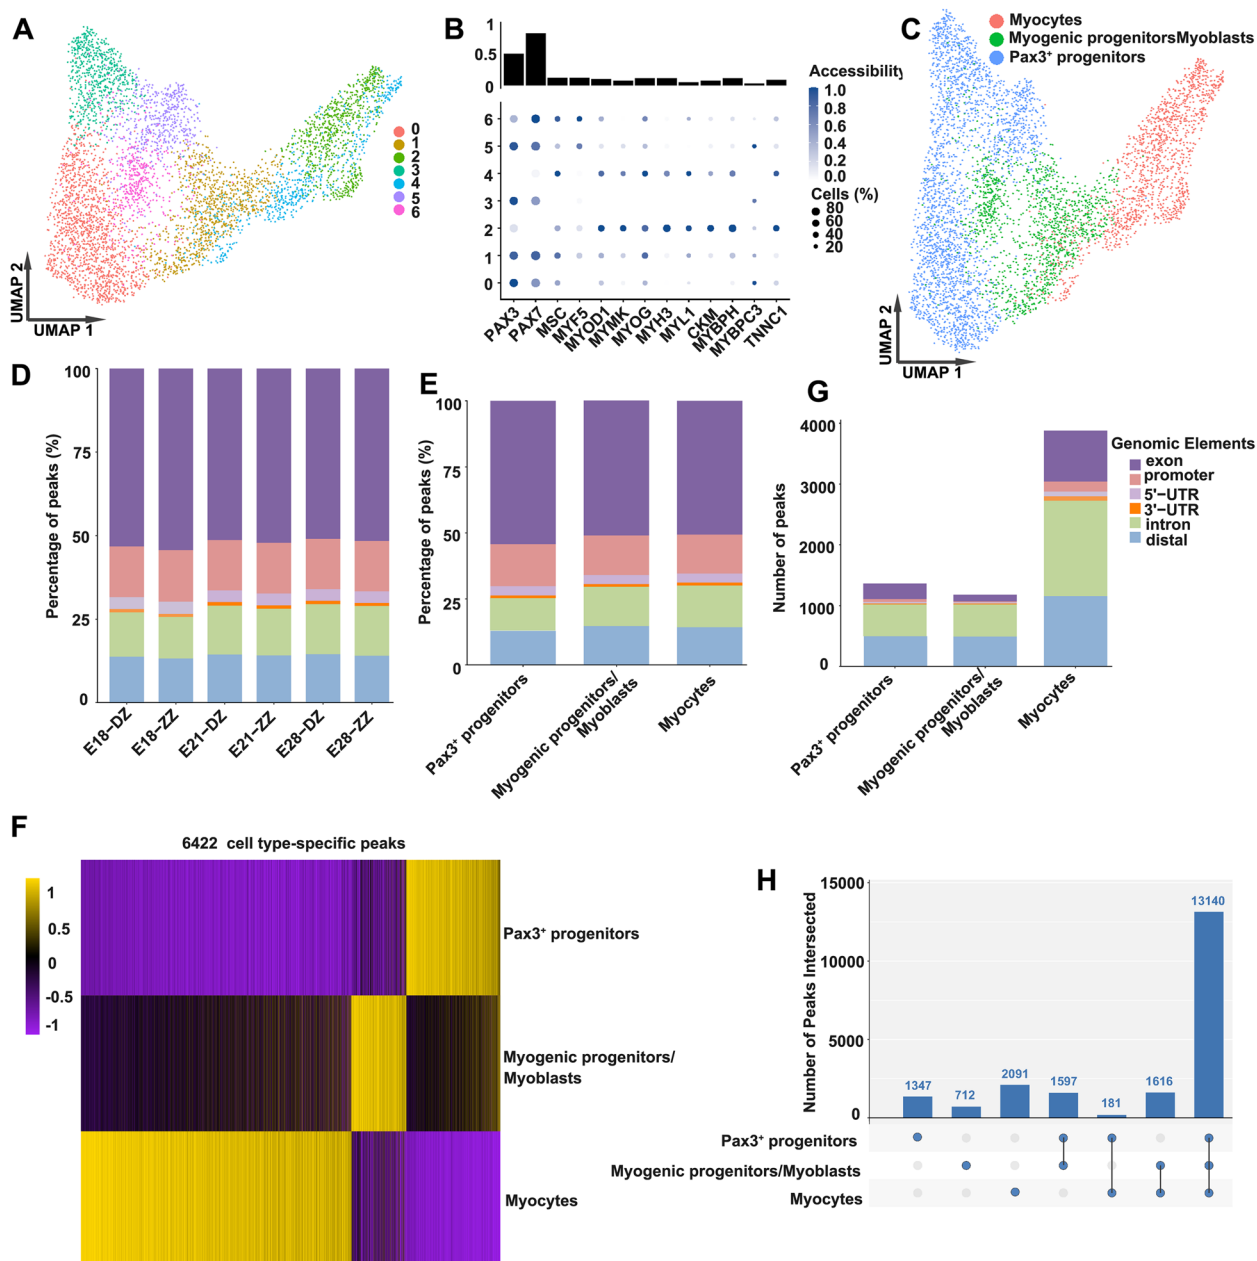 A
0
1
2
3
4
5
6
UMAP 2
UMAP 1
B
1
0.5
0
6
5
4
3
2
1
0
PAX3
PAX7
MSC
MYF5
MYOD1
MYMK
MYOG
MYH3
MYL1
CKM
MYBPH
MYBPC3
TNNC1
Accessibility
1.0
0.8
0.6
0.4
0.2
0.0
Cells (%)
80
60
40
20
C
Myocytes
Myogenic progenitorsMyoblasts
Pax3⁺ progenitors
UMAP 2
UMAP 1
D
Percentage of peaks (%)
100
75
50
25
0
E18−DZ
E18−ZZ
E21−DZ
E21−ZZ
E28−DZ
E28−ZZ
E
Percentage of peaks (%)
100
75
50
25
0
Pax3⁺ progenitors
Myogenic progenitors/
Myoblasts
Myocytes
G
Number of peaks
4000
3000
2000
1000
0
Pax3⁺ progenitors
Myogenic progenitors/
Myoblasts
Myocytes
Genomic Elements
exon
promoter
5'−UTR
3'−UTR
intron
distal
F
6422 cell type-specific peaks
1
0.5
0
-0.5
-1
Pax3⁺ progenitors
Myogenic progenitors/
Myoblasts
Myocytes
H
Number of Peaks Intersected
15000
10000
5000
0
1347
712
2091
1597
181
1616
13140
Pax3⁺ progenitors
Myogenic progenitors/Myoblasts
Myocytes